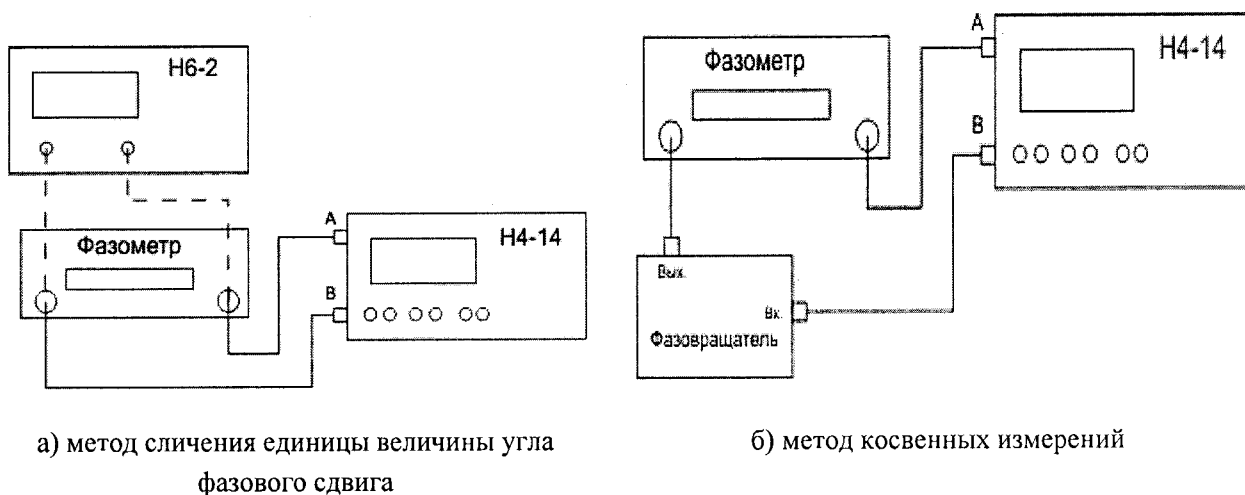 Н6-2
Фазометр
А
В
Н4-14
а) метод сличения единицы величины угла
фазового сдвига
Фазометр
А
В
Н4-14
Вых.
Вх.
Фазовращатель
б) метод косвенных измерений